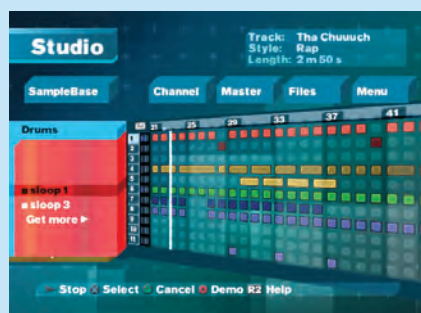 Studio
Track: Tha Chuuuch
Style: Rap
Length: 2 m 50 s
SampleBase Channel Master Files Menu
Drums
21 25 29 33 37 41
1
2
3
4
5
6
7
8
9
10
11
sloop 1
sloop 3
Get more
Stop Select Cancel Demo R2 Help